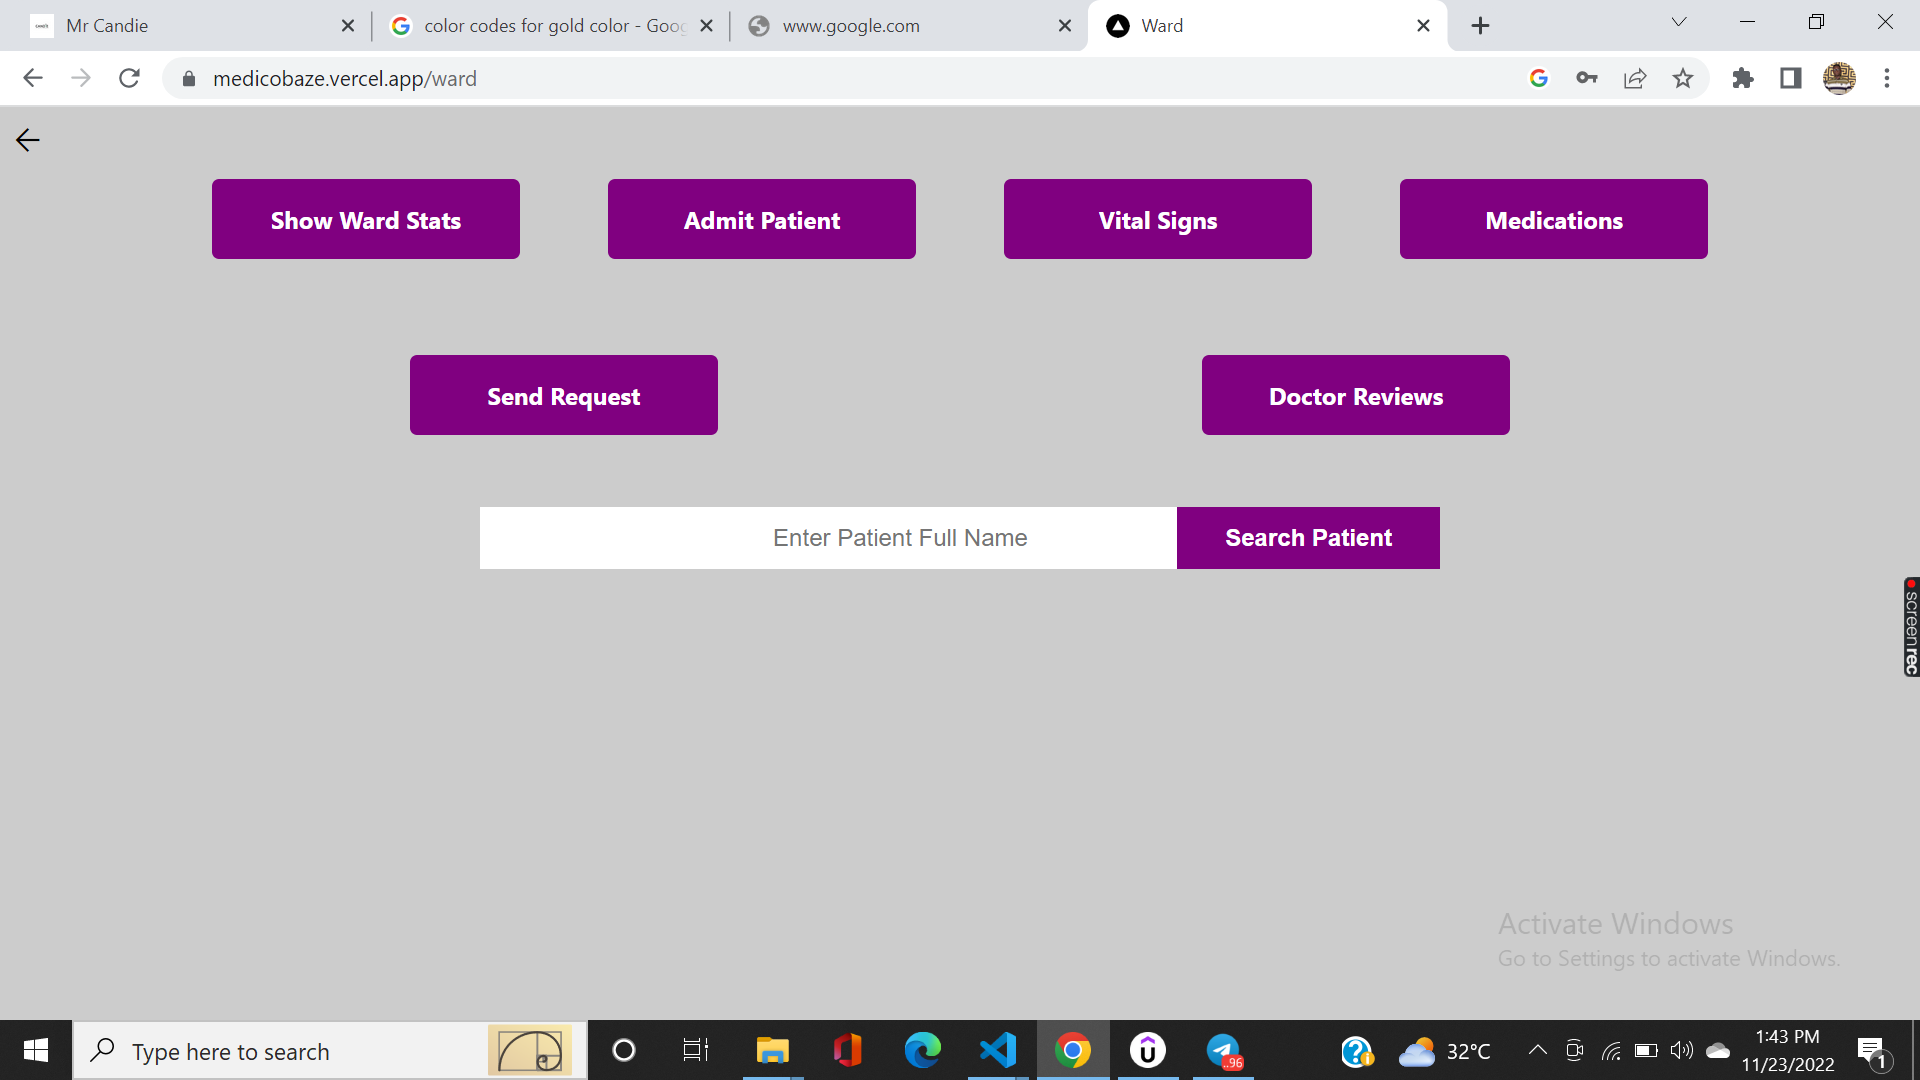 Mr Candie
color codes for gold color - Goog
www.google.com
Ward
medicobaze.vercel.app/ward
Show Ward Stats
Admit Patient
Vital Signs
Medications
Send Request
Doctor Reviews
Enter Patient Full Name
Search Patient
screenrec
Activate Windows
Go to Settings to activate Windows.
Type here to search
..96
32°C
1:43 PM
11/23/2022
1